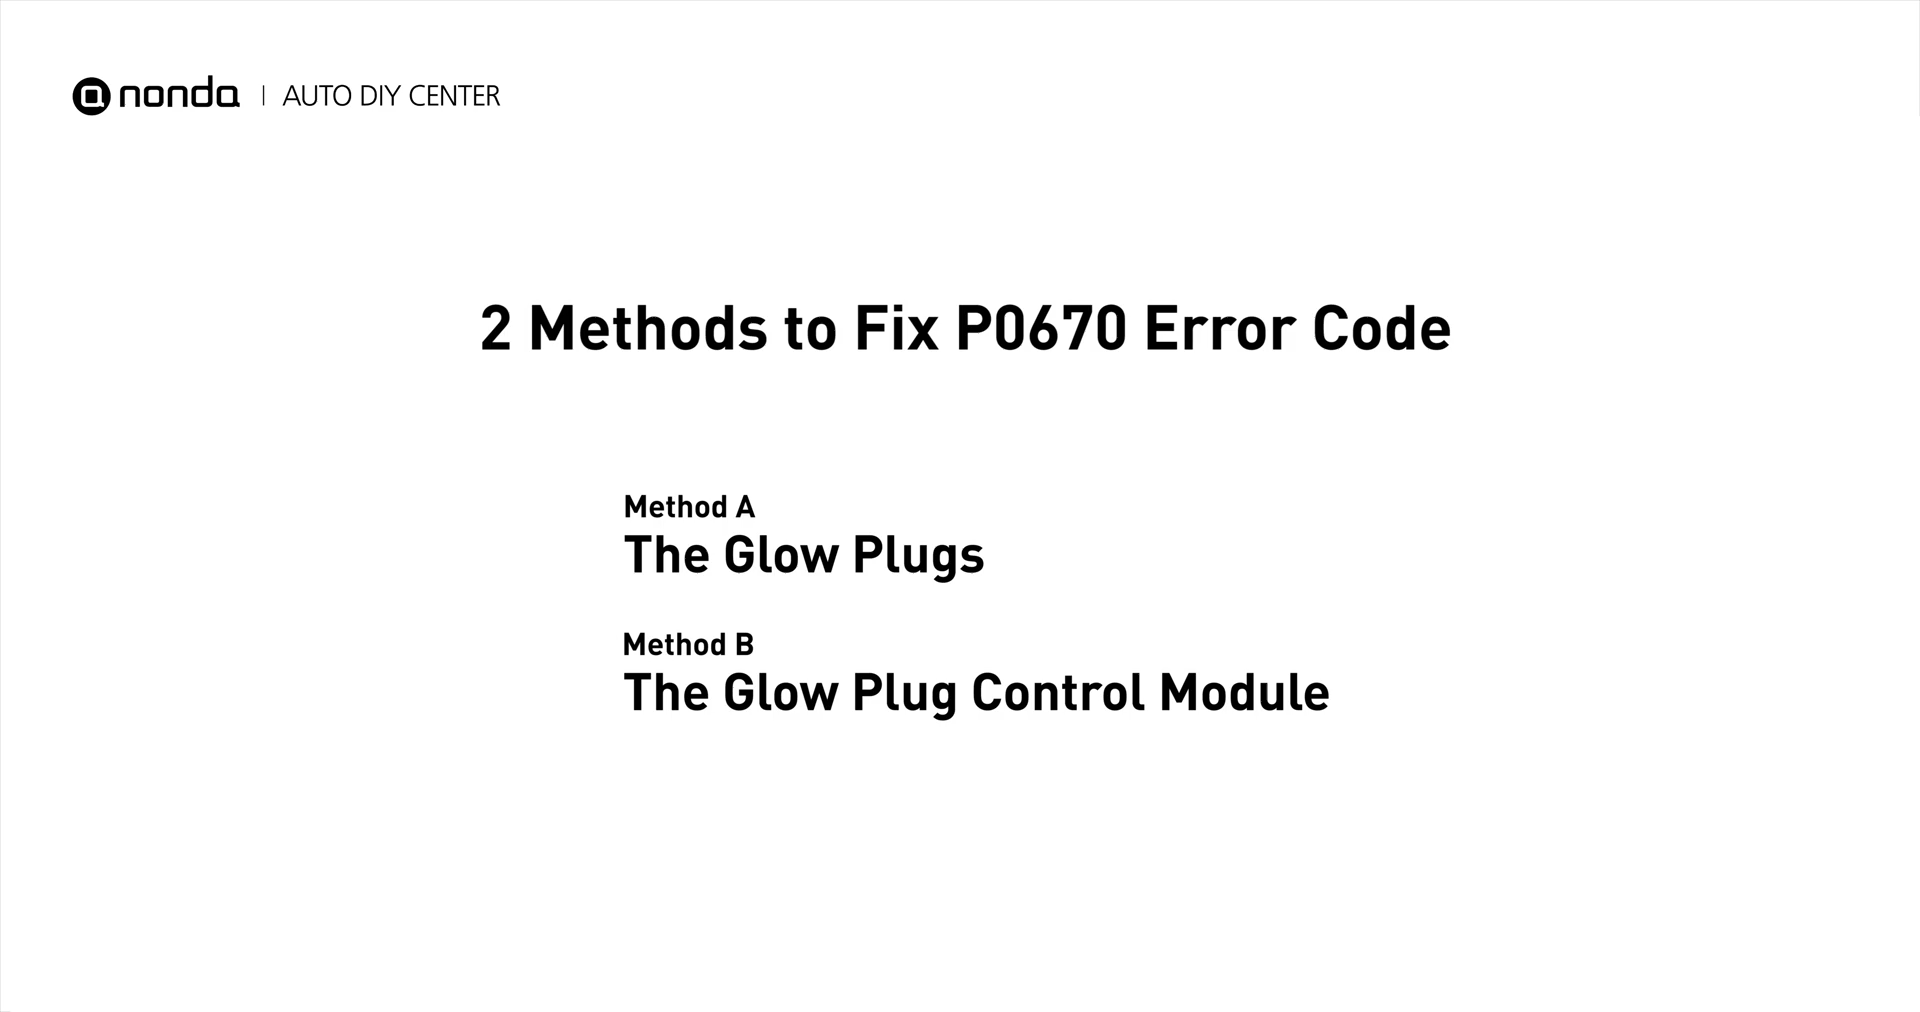 nonda | AUTO DIY CENTER
2 Methods to Fix P0670 Error Code
Method A
The Glow Plugs
Method B
The Glow Plug Control Module